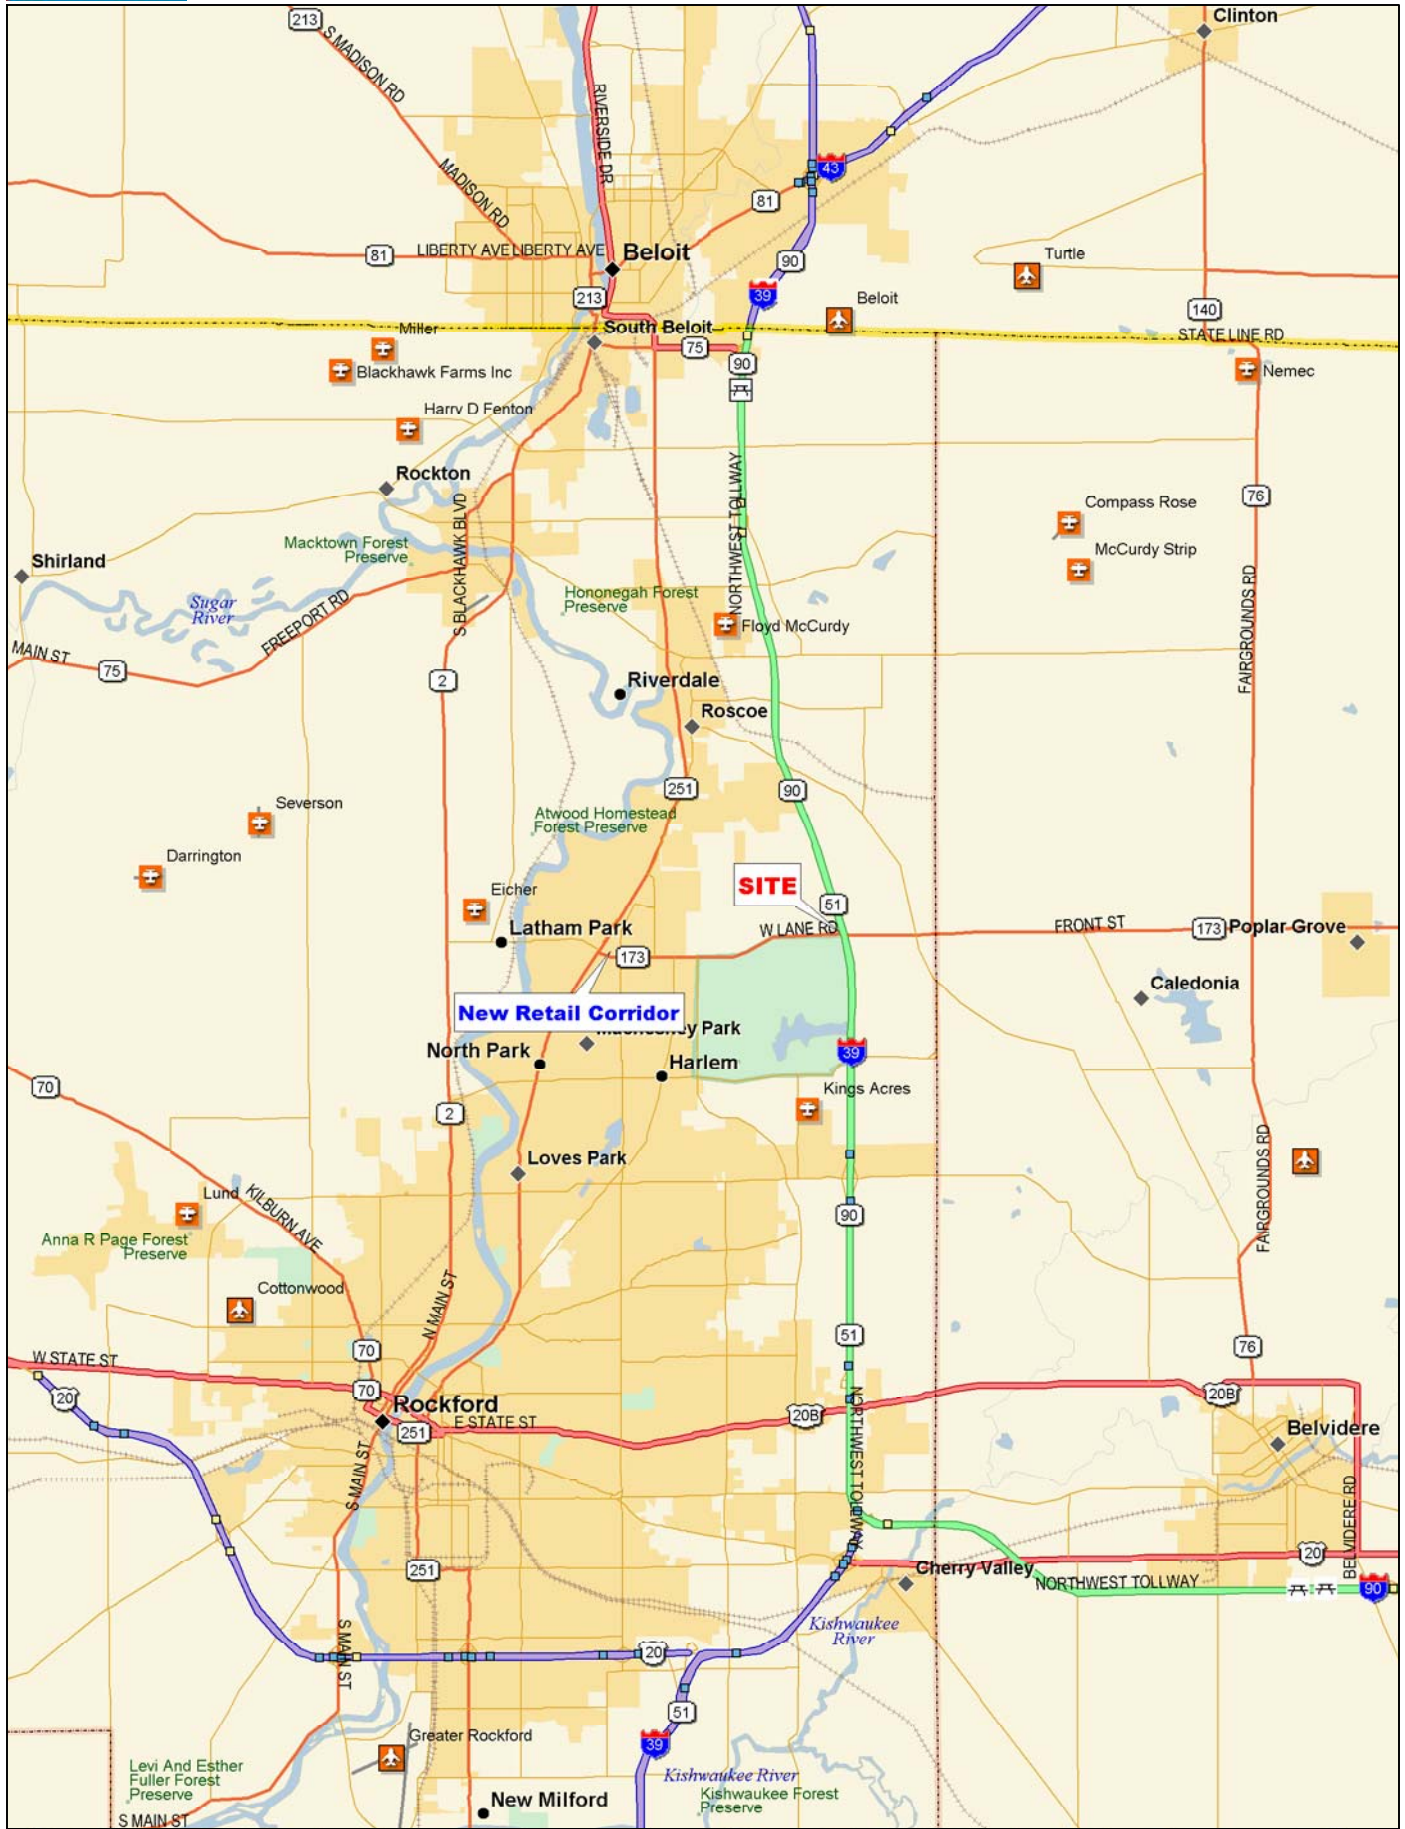 213
Clinton
S MADISON RD
RIVERSIDE DR
43
MADISON RD
81
81
LIBERTY AVE LIBERTY AVE
Beloit
90
Turtle
213
39
Beloit
140
South Beloit
STATE LINE RD
Miller
75
90
Blackhawk Farms Inc
Nemec
Harry D Fenton
Rockton
NORTHWEST TOLLWAY
76
Compass Rose
S BLACKHAWK BLVD
Macktown Forest
Preserve
McCurdy Strip
Shirland
Sugar
River
FREEPORT RD
Hononegah Forest
Preserve
FAIRGROUNDS RD
Floyd McCurdy
MAIN ST
75
2
Riverdale
Roscoe
251
90
Severson
Atwood Homestead
Forest Preserve
Darrington
SITE
Eicher
51
Latham Park
W LANE RD
FRONT ST
173
Poplar Grove
173
Caledonia
New Retail Corridor
Machesney Park
North Park
39
Harlem
70
Kings Acres
2
Loves Park
FAIRGROUNDS RD
Lund
KILBURN AVE
90
Anna R Page Forest
Preserve
Cottonwood
N MAIN ST
51
70
76
W STATE ST
70
20
Rockford
20B
20B
E STATE ST
251
NORTHWEST TOLLWAY
Belvidere
S MAIN ST
BELVIDERE RD
251
20
Cherry Valley
NORTHWEST TOLLWAY
90
S MAIN ST
Kishwaukee
River
20
51
Greater Rockford
39
Levi And Esther
Fuller Forest
Preserve
Kishwaukee River
Kishwaukee Forest
Preserve
New Milford
S MAIN ST